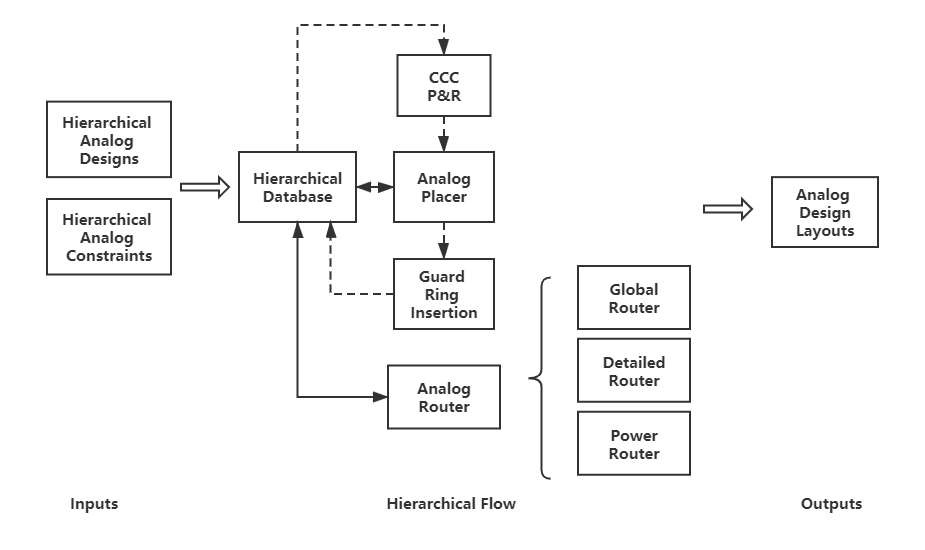 CCC
P&R
Hierarchical
Analog
Designs
Hierarchical
Analog
Constraints
Hierarchical
Database
Analog
Placer
Guard
Ring
Insertion
Analog
Router
Global
Router
Detailed
Router
Power
Router
Analog
Design
Layouts
Inputs
Hierarchical Flow
Outputs